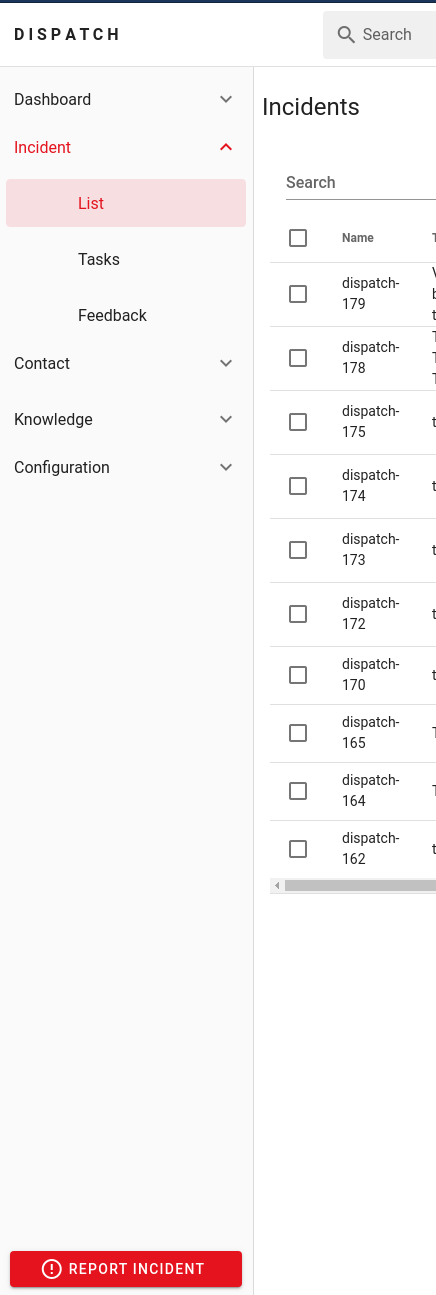 DISPATCH
Search
Dashboard
Incident
List
Tasks
Feedback
Contact
Knowledge
Configuration
REPORT INCIDENT
Incidents
Search
Name
dispatch-
179
dispatch-
178
dispatch-
175
dispatch-
174
dispatch-
173
dispatch-
172
dispatch-
170
dispatch-
165
dispatch-
164
dispatch-
162